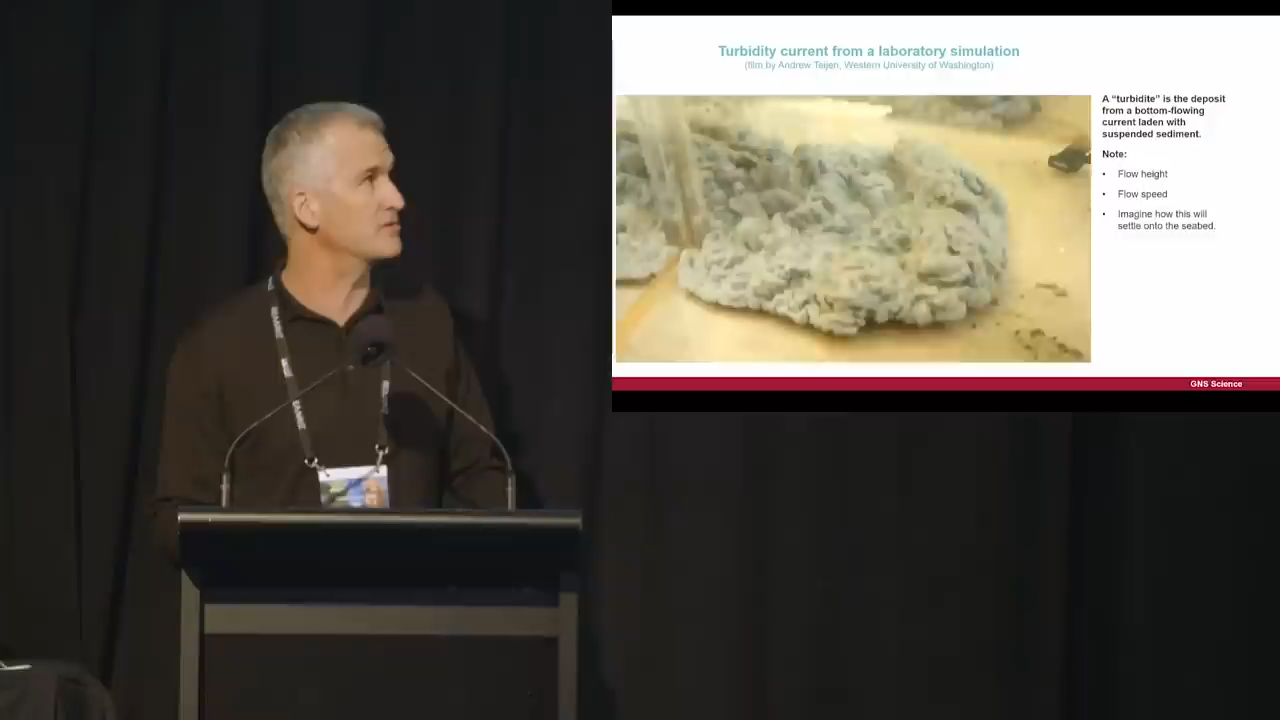 Turbidity current from a laboratory simulation
(film by Andrew Teijen, Western University of Washington)
A “turbidite” is the deposit
from a bottom-flowing
current laden with
suspended sediment.
Note:
• Flow height
• Flow speed
• Imagine how this will
settle onto the seabed.
GNS Science